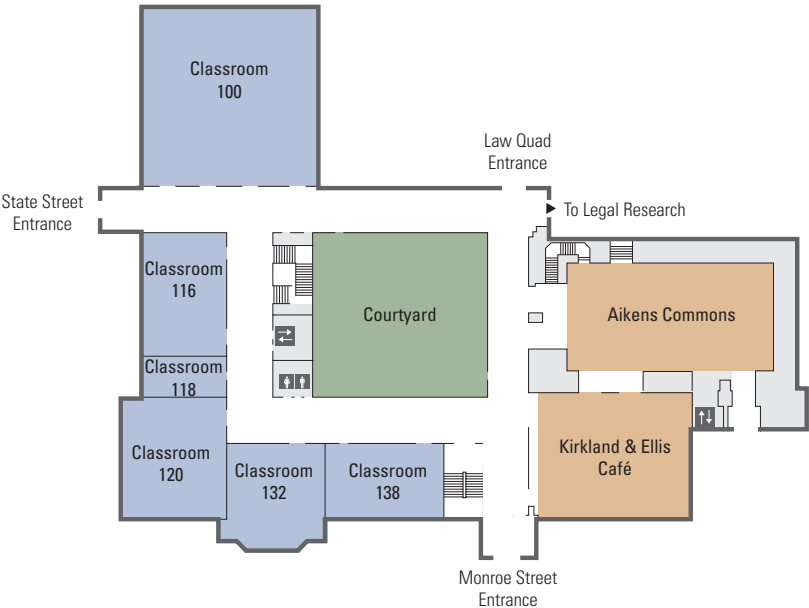 Classroom
100
Law Quad
Entrance
State Street
Entrance
To Legal Research
Classroom
116
Courtyard
Aikens Commons
Classroom
118
Classroom
120
Classroom
132
Classroom
138
Kirkland & Ellis
Café
Monroe Street
Entrance